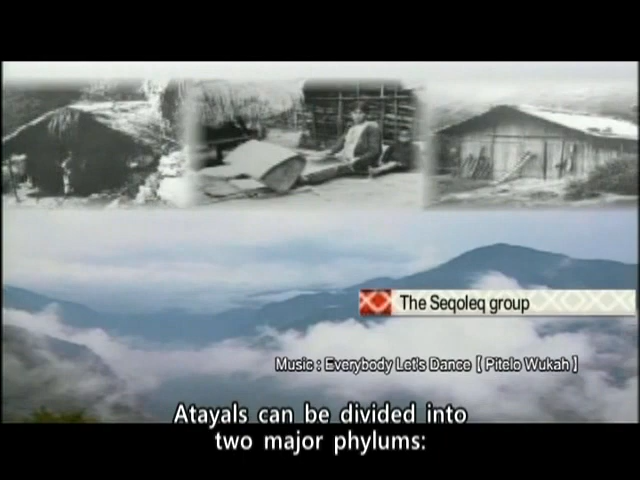 The Seqoleq group
Music : Everybody Let's Dance【Pitelo Wukah】
Atayals can be divided into
two major phylums: